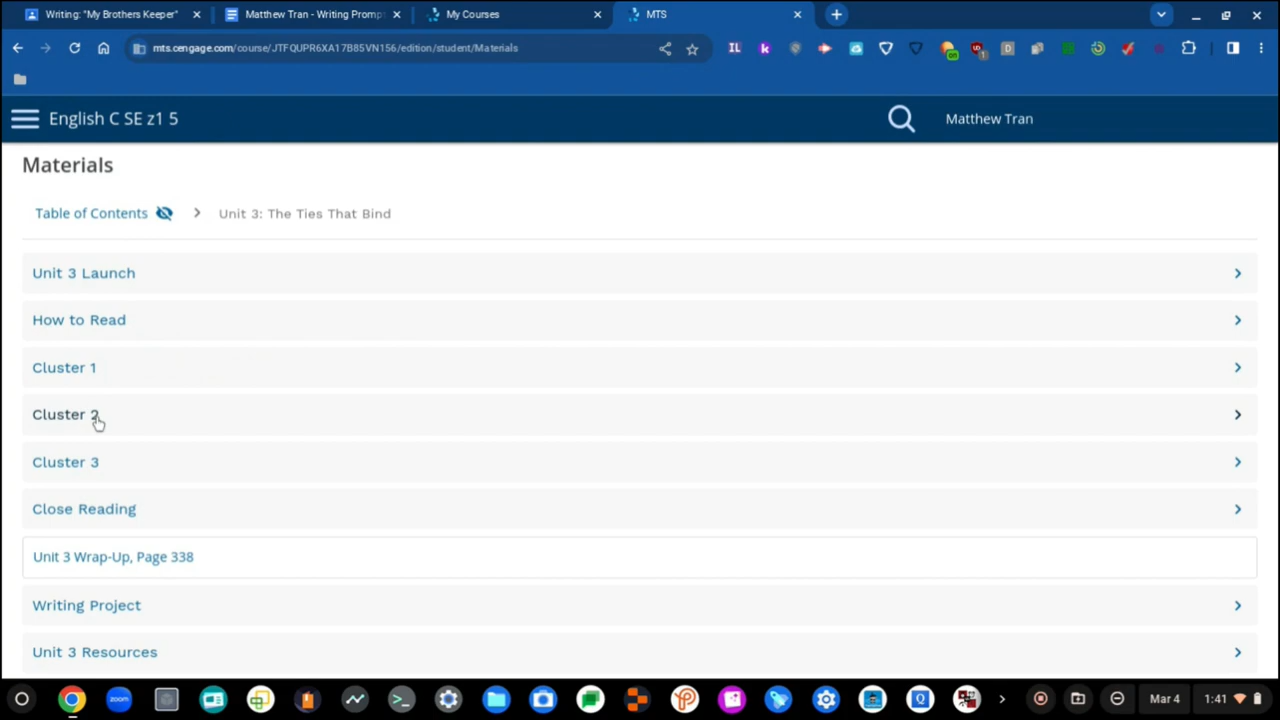 Writing: "My Brothers Keeper"
Matthew Tran - Writing Promp
My Courses
MTS
mts.cengage.com/course/JTFQUPR6XA17B85VN156/edition/student/Materials
English C SE z1 5
Matthew Tran
Materials
Table of Contents
Unit 3: The Ties That Bind
Unit 3 Launch
How to Read
Cluster 1
Cluster 2
Cluster 3
Close Reading
Unit 3 Wrap-Up, Page 338
Writing Project
Unit 3 Resources
zoom
Mar 4
1:41